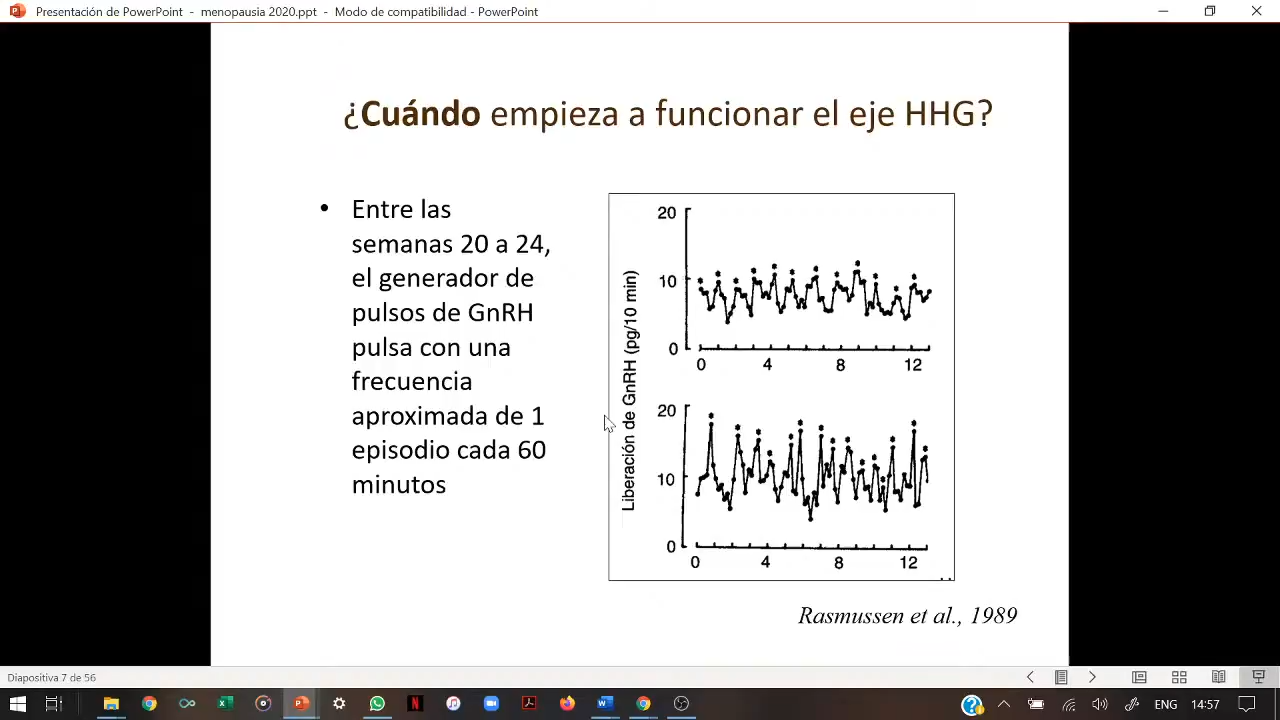 Presentación de PowerPoint - menopausia 2020.ppt - Modo de compatibilidad - PowerPoint
¿Cuándo empieza a funcionar el eje HHG?
• Entre las
semanas 20 a 24,
el generador de
pulsos de GnRH
pulsa con una
frecuencia
aproximada de 1
episodio cada 60
minutos
Liberación de GnRH (pg/10 min)
20
10
0
0 4 8 12
20
10
0
0 4 8 12
Rasmussen et al., 1989
Diapositiva 7 de 56
ENG 14:57